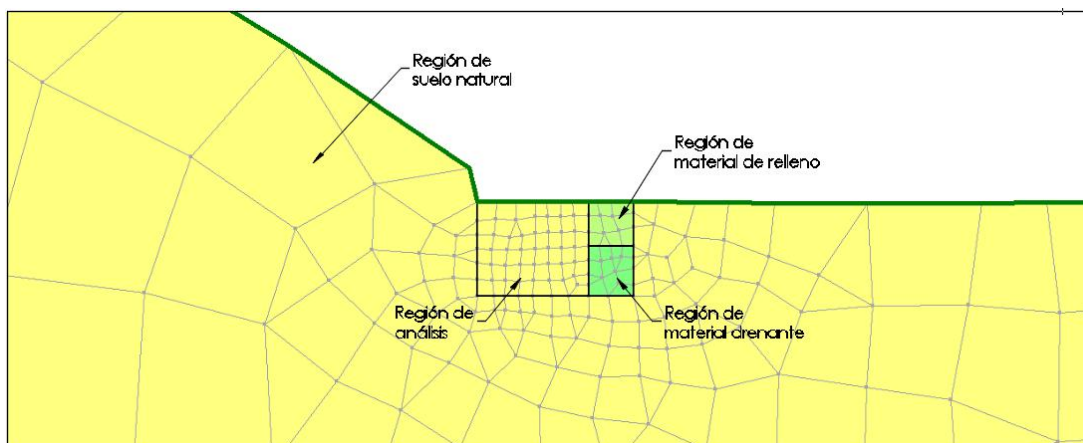 Región de
suelo natural
Región de
material de relleno
Región de
análisis
Región de
material drenante